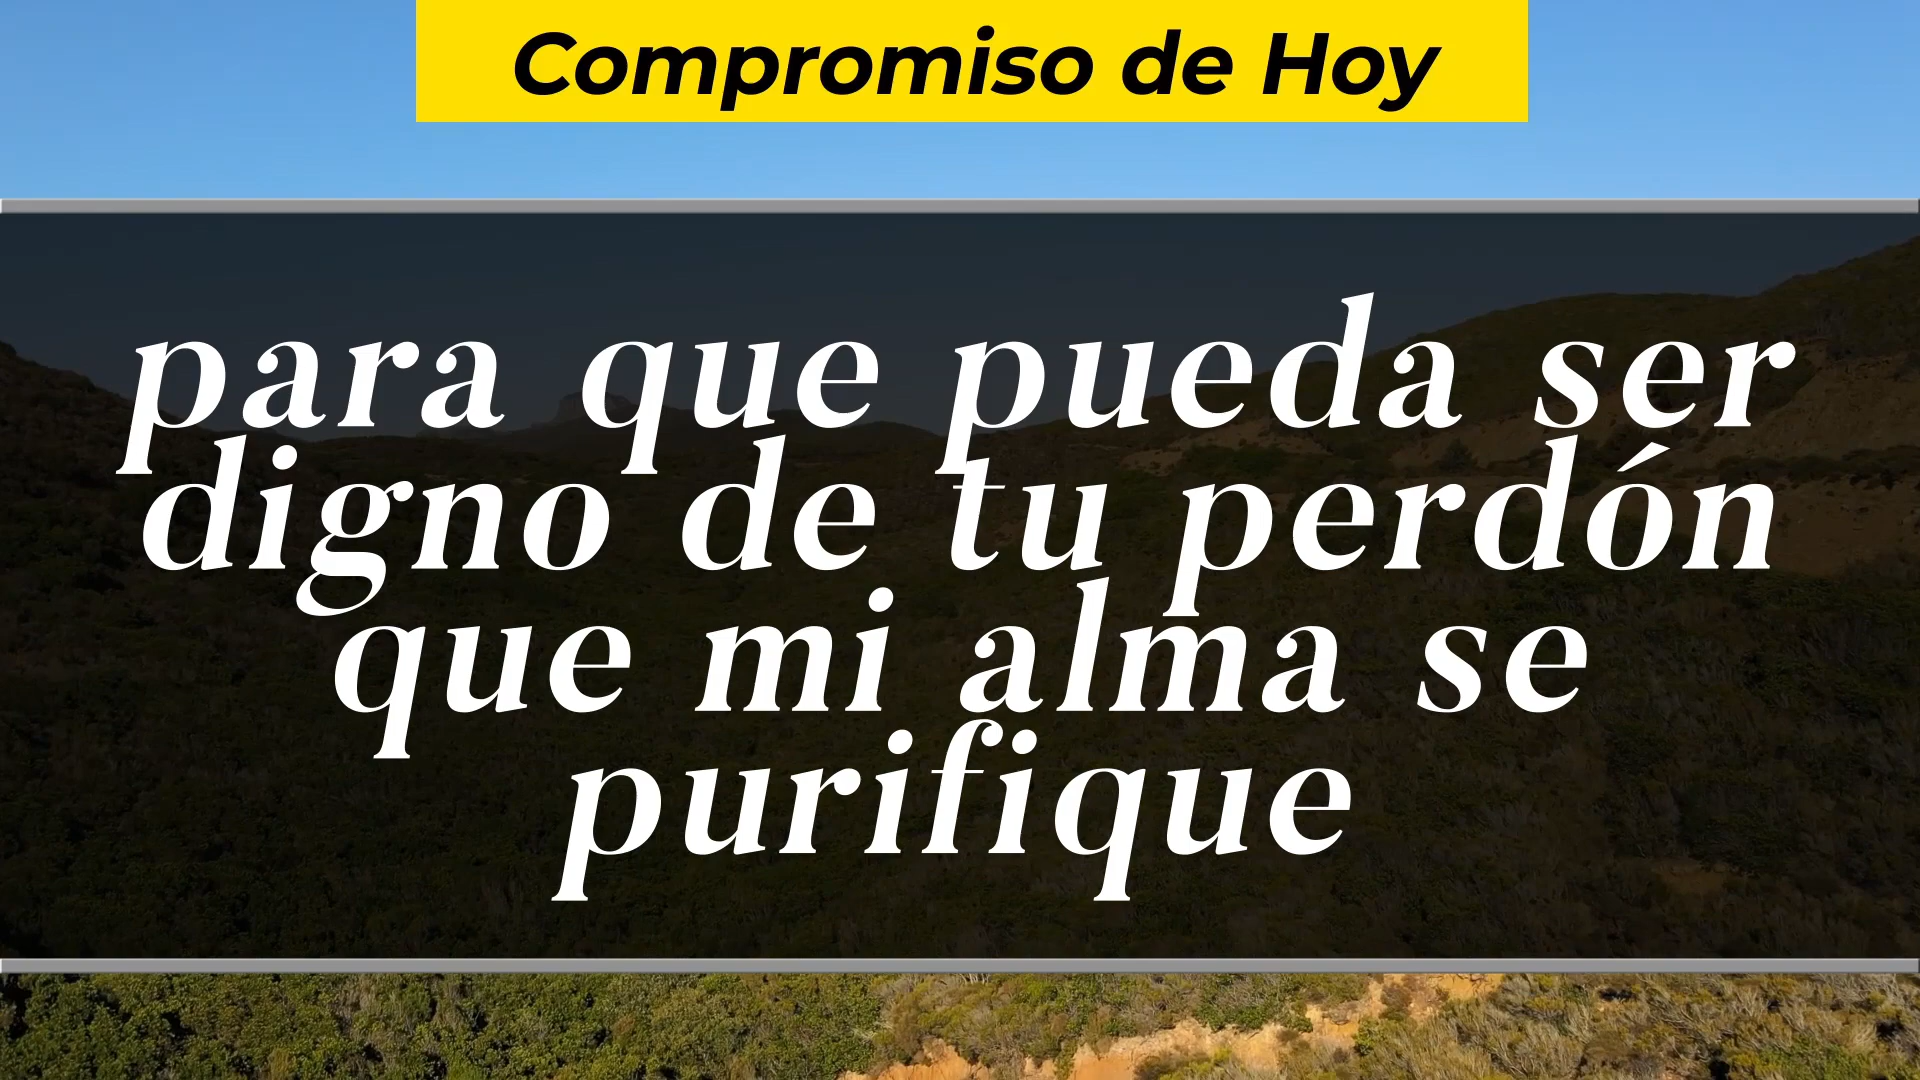 Compromiso de Hoy
para que pueda ser
digno de tu perdón
que mi alma se
purifique